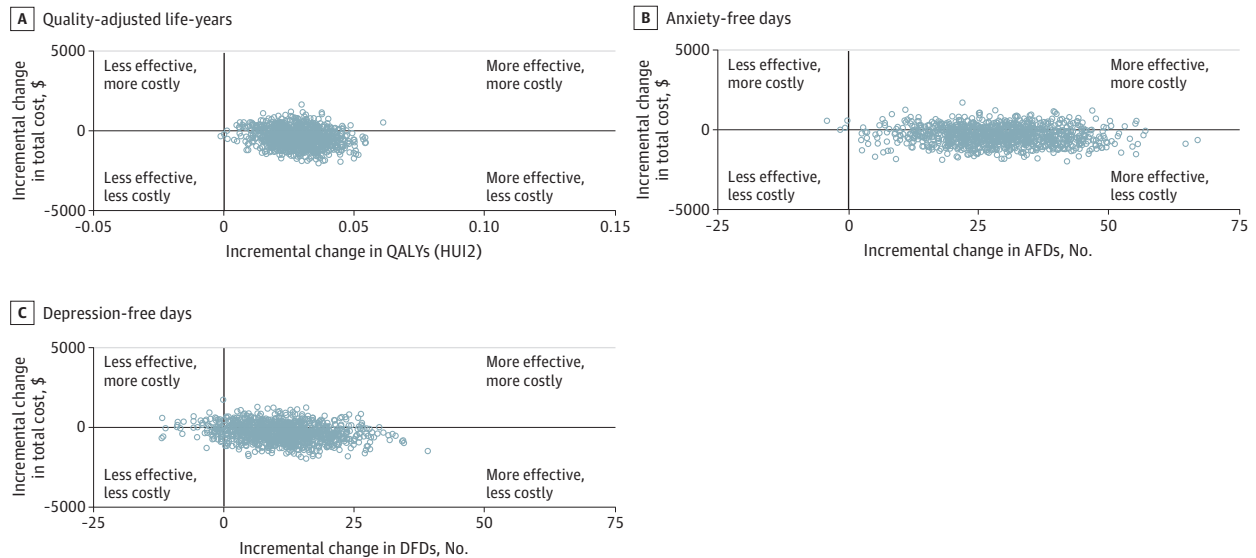 A Quality-adjusted life-years
5000
0
-5000
Incremental change
in total cost, $
Less effective,
more costly
More effective,
more costly
Less effective,
less costly
More effective,
less costly
-0.05 0 0.05 0.10 0.15
Incremental change in QALYs (HUI2)
B Anxiety-free days
5000
0
-5000
Incremental change
in total cost, $
Less effective,
more costly
More effective,
more costly
Less effective,
less costly
More effective,
less costly
-25 0 25 50 75
Incremental change in AFDs, No.
C Depression-free days
5000
0
-5000
Incremental change
in total cost, $
Less effective,
more costly
More effective,
more costly
Less effective,
less costly
More effective,
less costly
-25 0 25 50 75
Incremental change in DFDs, No.